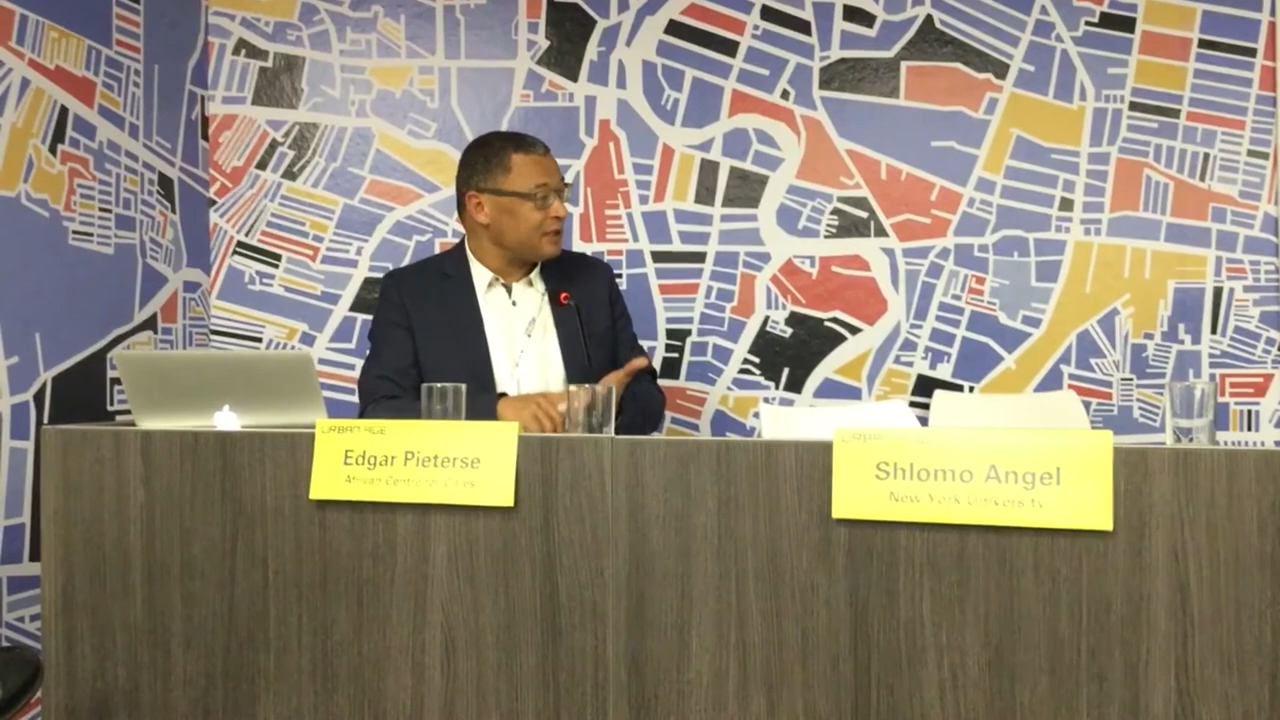 URBAN AGE
Edgar Pieterse
African Centre for Cities
Shlomo Angel
New York University